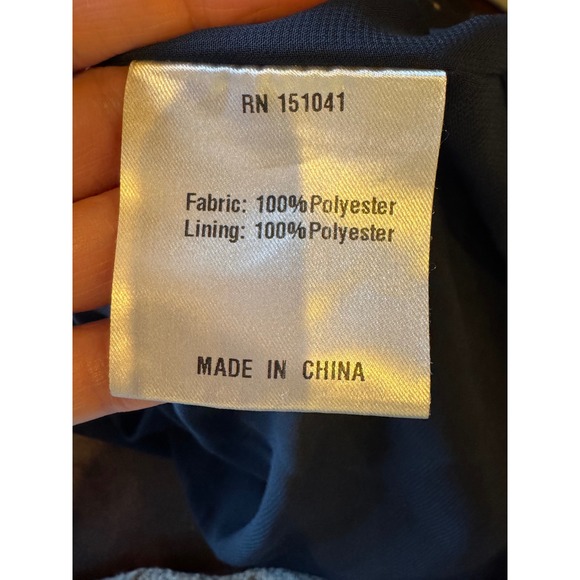 RN 151041
Fabric: 100%Polyester
Lining: 100%Polyester
MADE IN CHINA